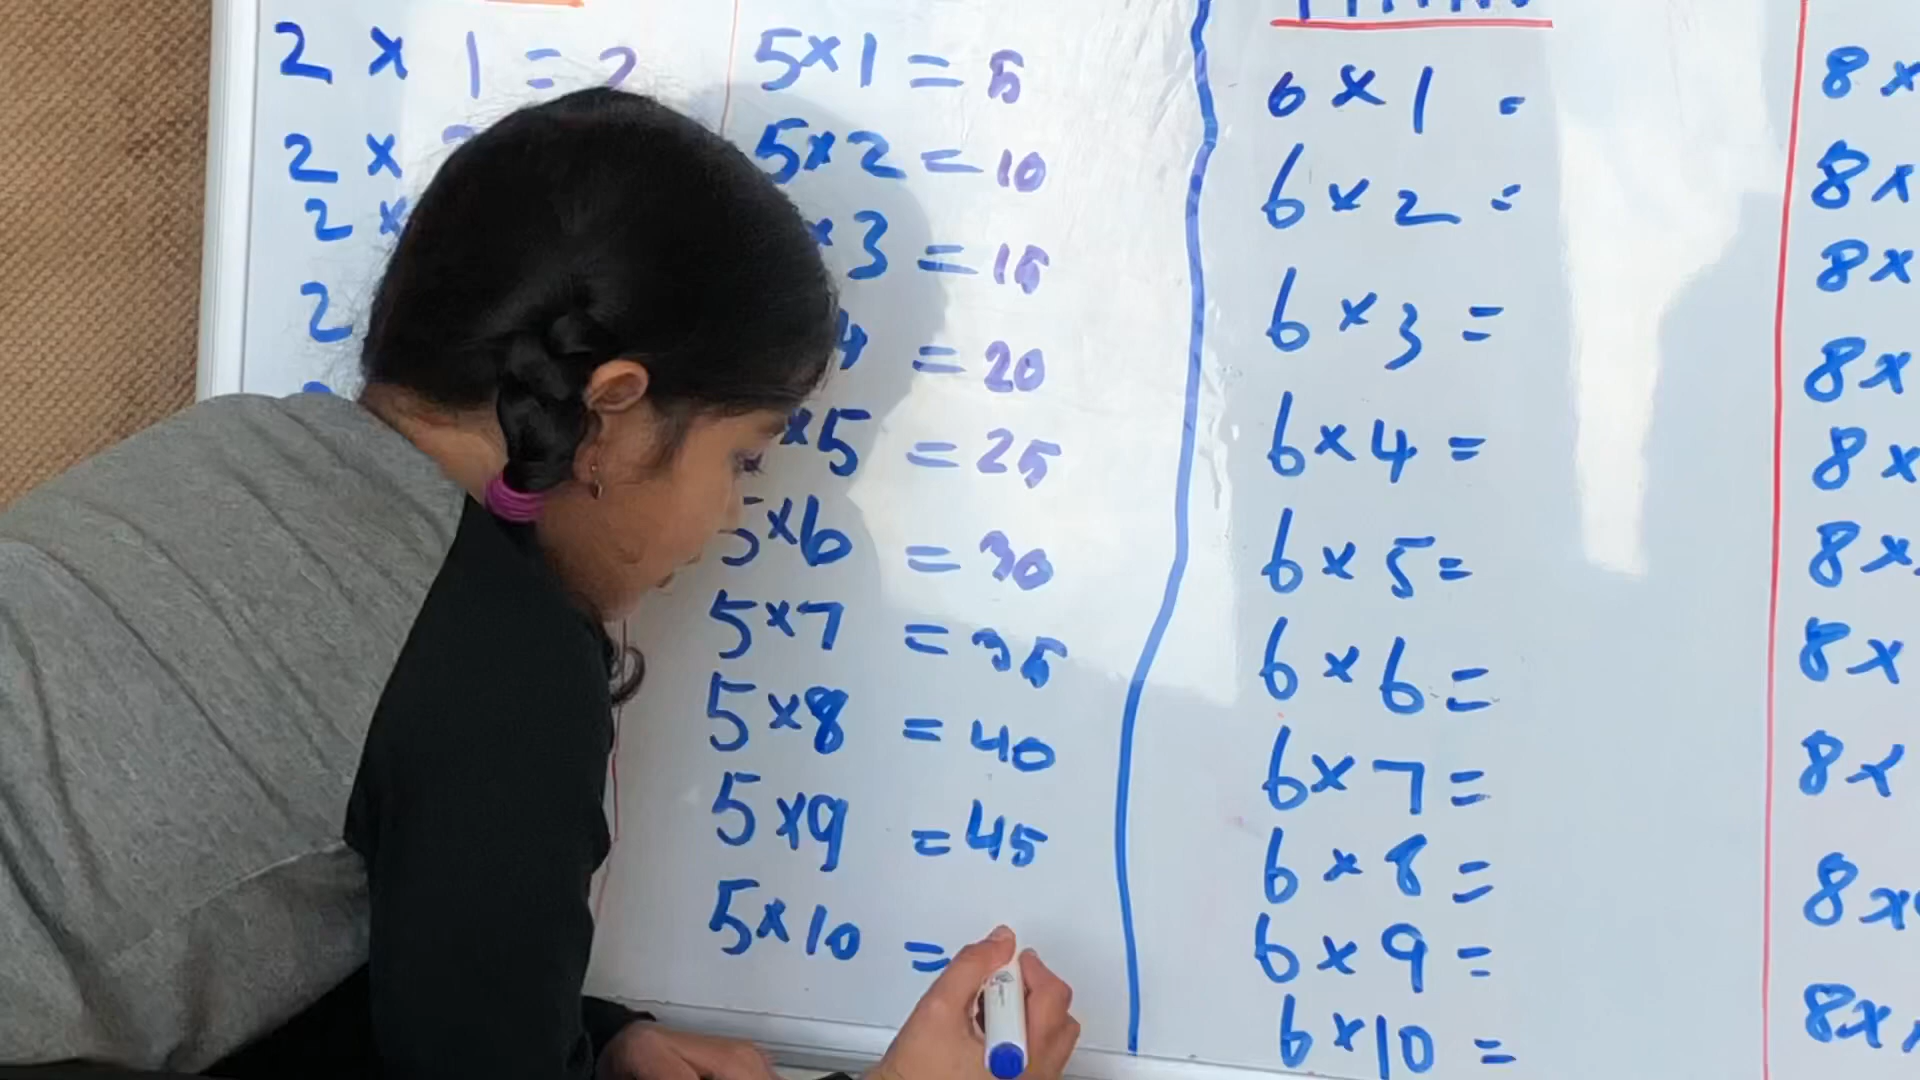 2 x 1 = 2
2 x
2 x
2
5x1 = 5
5x2 = 10
x3 = 15
4 = 20
x5 = 25
5x6 = 30
5x7 = 35
5x8 = 40
5x9 = 45
5x10 =
6 x 1 =
6 x 2 =
6 x 3 =
6 x 4 =
6 x 5 =
6 x 6 =
6 x 7 =
6 x 8 =
6 x 9 =
6 x 10 =
8 x
8 x
8 x
8 x
8 x
8 x
8 x
8 x
8 x
8 x